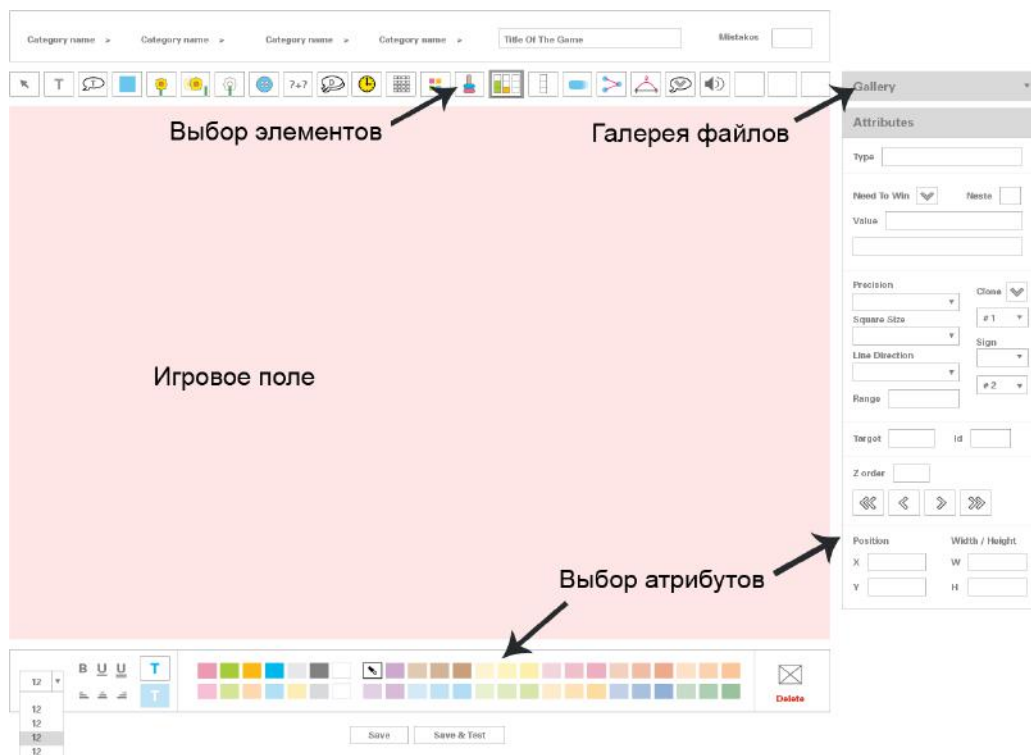 Category name >
Category name >
Category name >
Category name >
Title Of The Game
Mistakes
T
?+?
Gallery
Выбор элементов
Галерея файлов
Attributes
Type
Need To Win
Neste
Value
Precision
Clone
Square Size
# 1
Sign
Line Direction
# 2
Range
Игровое поле
Target
Id
Z order
Position
Width / Height
X
W
Y
H
Выбор атрибутов
B U U T
12
T
Delete
12
12
12
12
Save
Save & Test